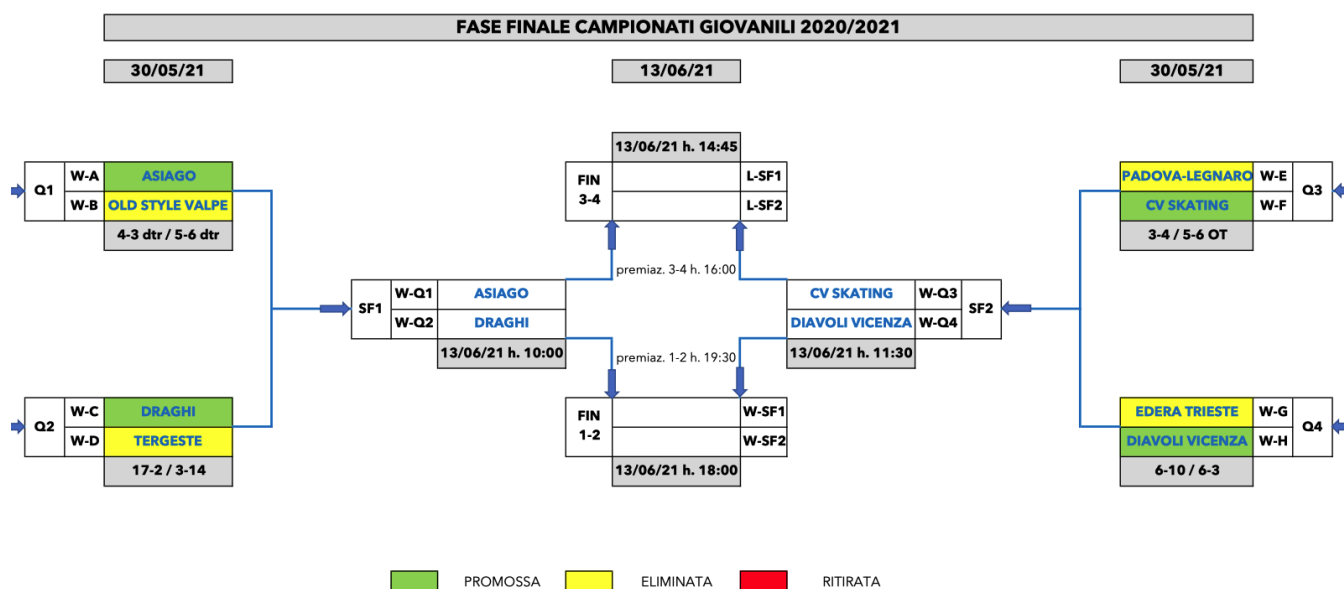 FASE FINALE CAMPIONATI GIOVANILI 2020/2021
30/05/21
13/06/21
30/05/21
Q1
W-A
ASIAGO
W-B
OLD STYLE VALPE
4-3 dtr / 5-6 dtr
13/06/21 h. 14:45
FIN
3-4
L-SF1
L-SF2
PADOVA-LEGNARO
W-E
Q3
CV SKATING
W-F
3-4 / 5-6 OT
premiaz. 3-4 h. 16:00
SF1
W-Q1
ASIAGO
W-Q2
DRAGHI
13/06/21 h. 10:00
CV SKATING
W-Q3
SF2
DIAVOLI VICENZA
W-Q4
13/06/21 h. 11:30
premiaz. 1-2 h. 19:30
Q2
W-C
DRAGHI
W-D
TERGESTE
17-2 / 3-14
FIN
1-2
W-SF1
W-SF2
13/06/21 h. 18:00
EDERA TRIESTE
W-G
Q4
DIAVOLI VICENZA
W-H
6-10 / 6-3
PROMOSSA
ELIMINATA
RITIRATA